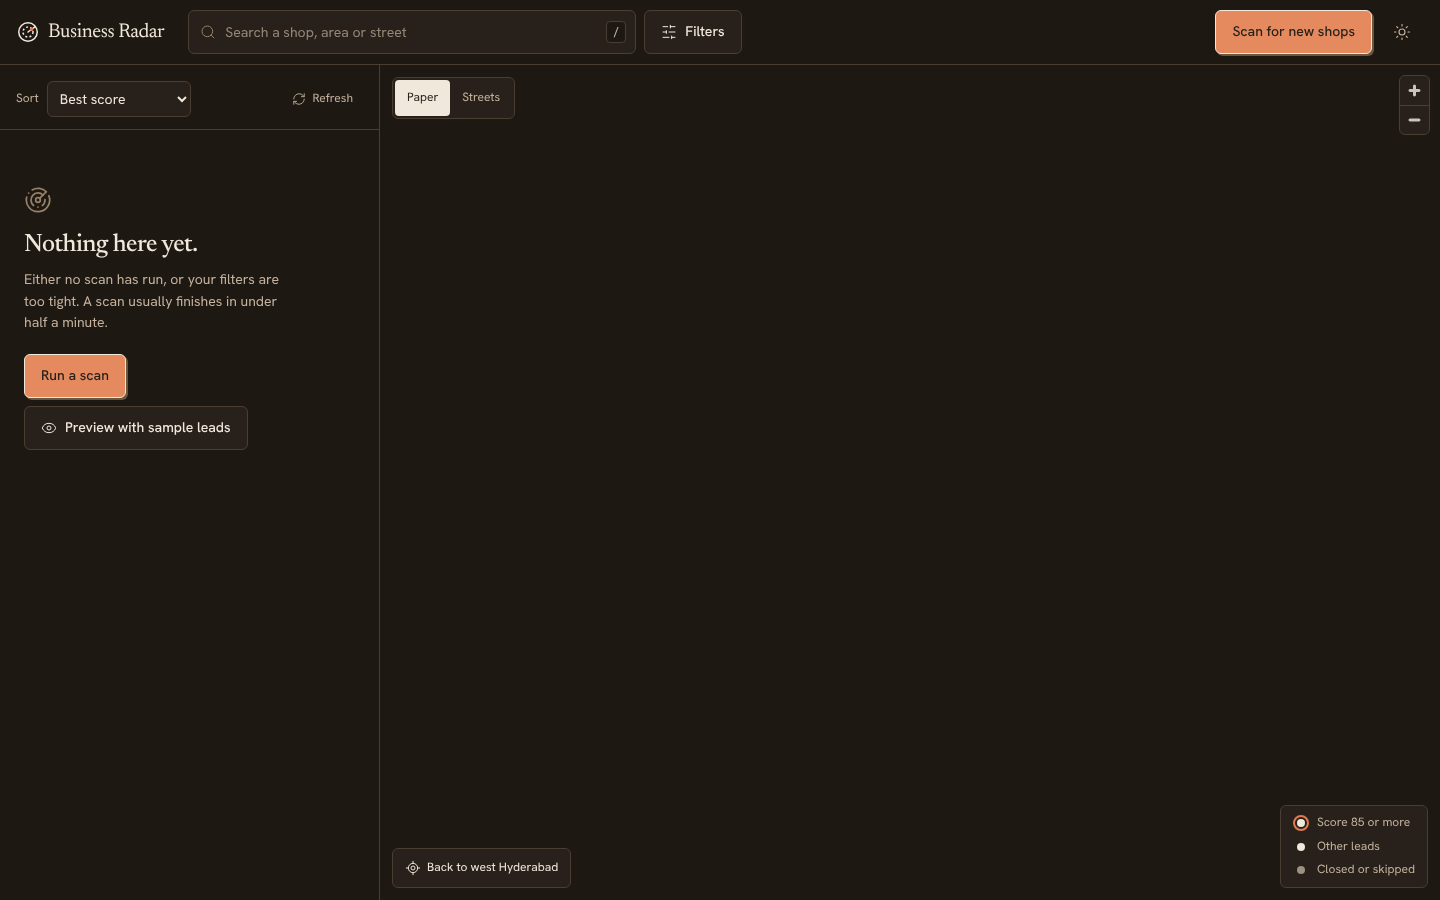 Business Radar
Search a shop, area or street
/
Filters
Scan for new shops
Sort
Best score
Refresh
Paper
Streets
Nothing here yet.
Either no scan has run, or your filters are
too tight. A scan usually finishes in under
half a minute.
Run a scan
Preview with sample leads
Back to west Hyderabad
Score 85 or more
Other leads
Closed or skipped